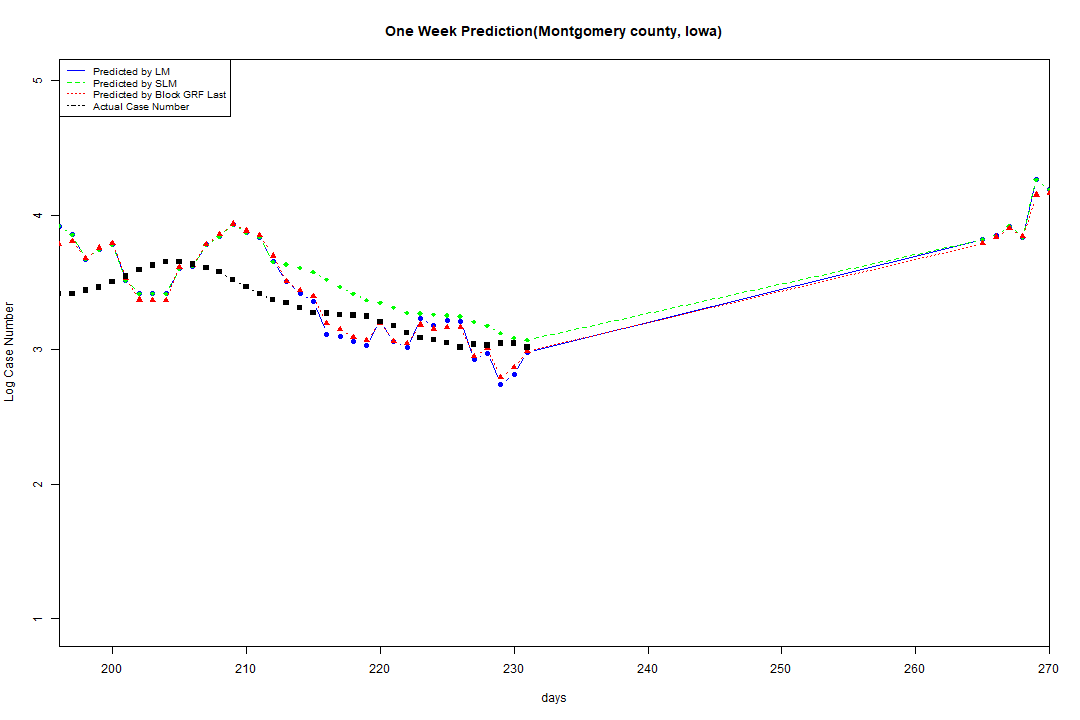 One Week Prediction(Montgomery county, Iowa)
Predicted by LM
Predicted by SLM
Predicted by Block GRF Last
Actual Case Number
5
4
3
2
1
Log Case Number
200 210 220 230 240 250 260 270
days